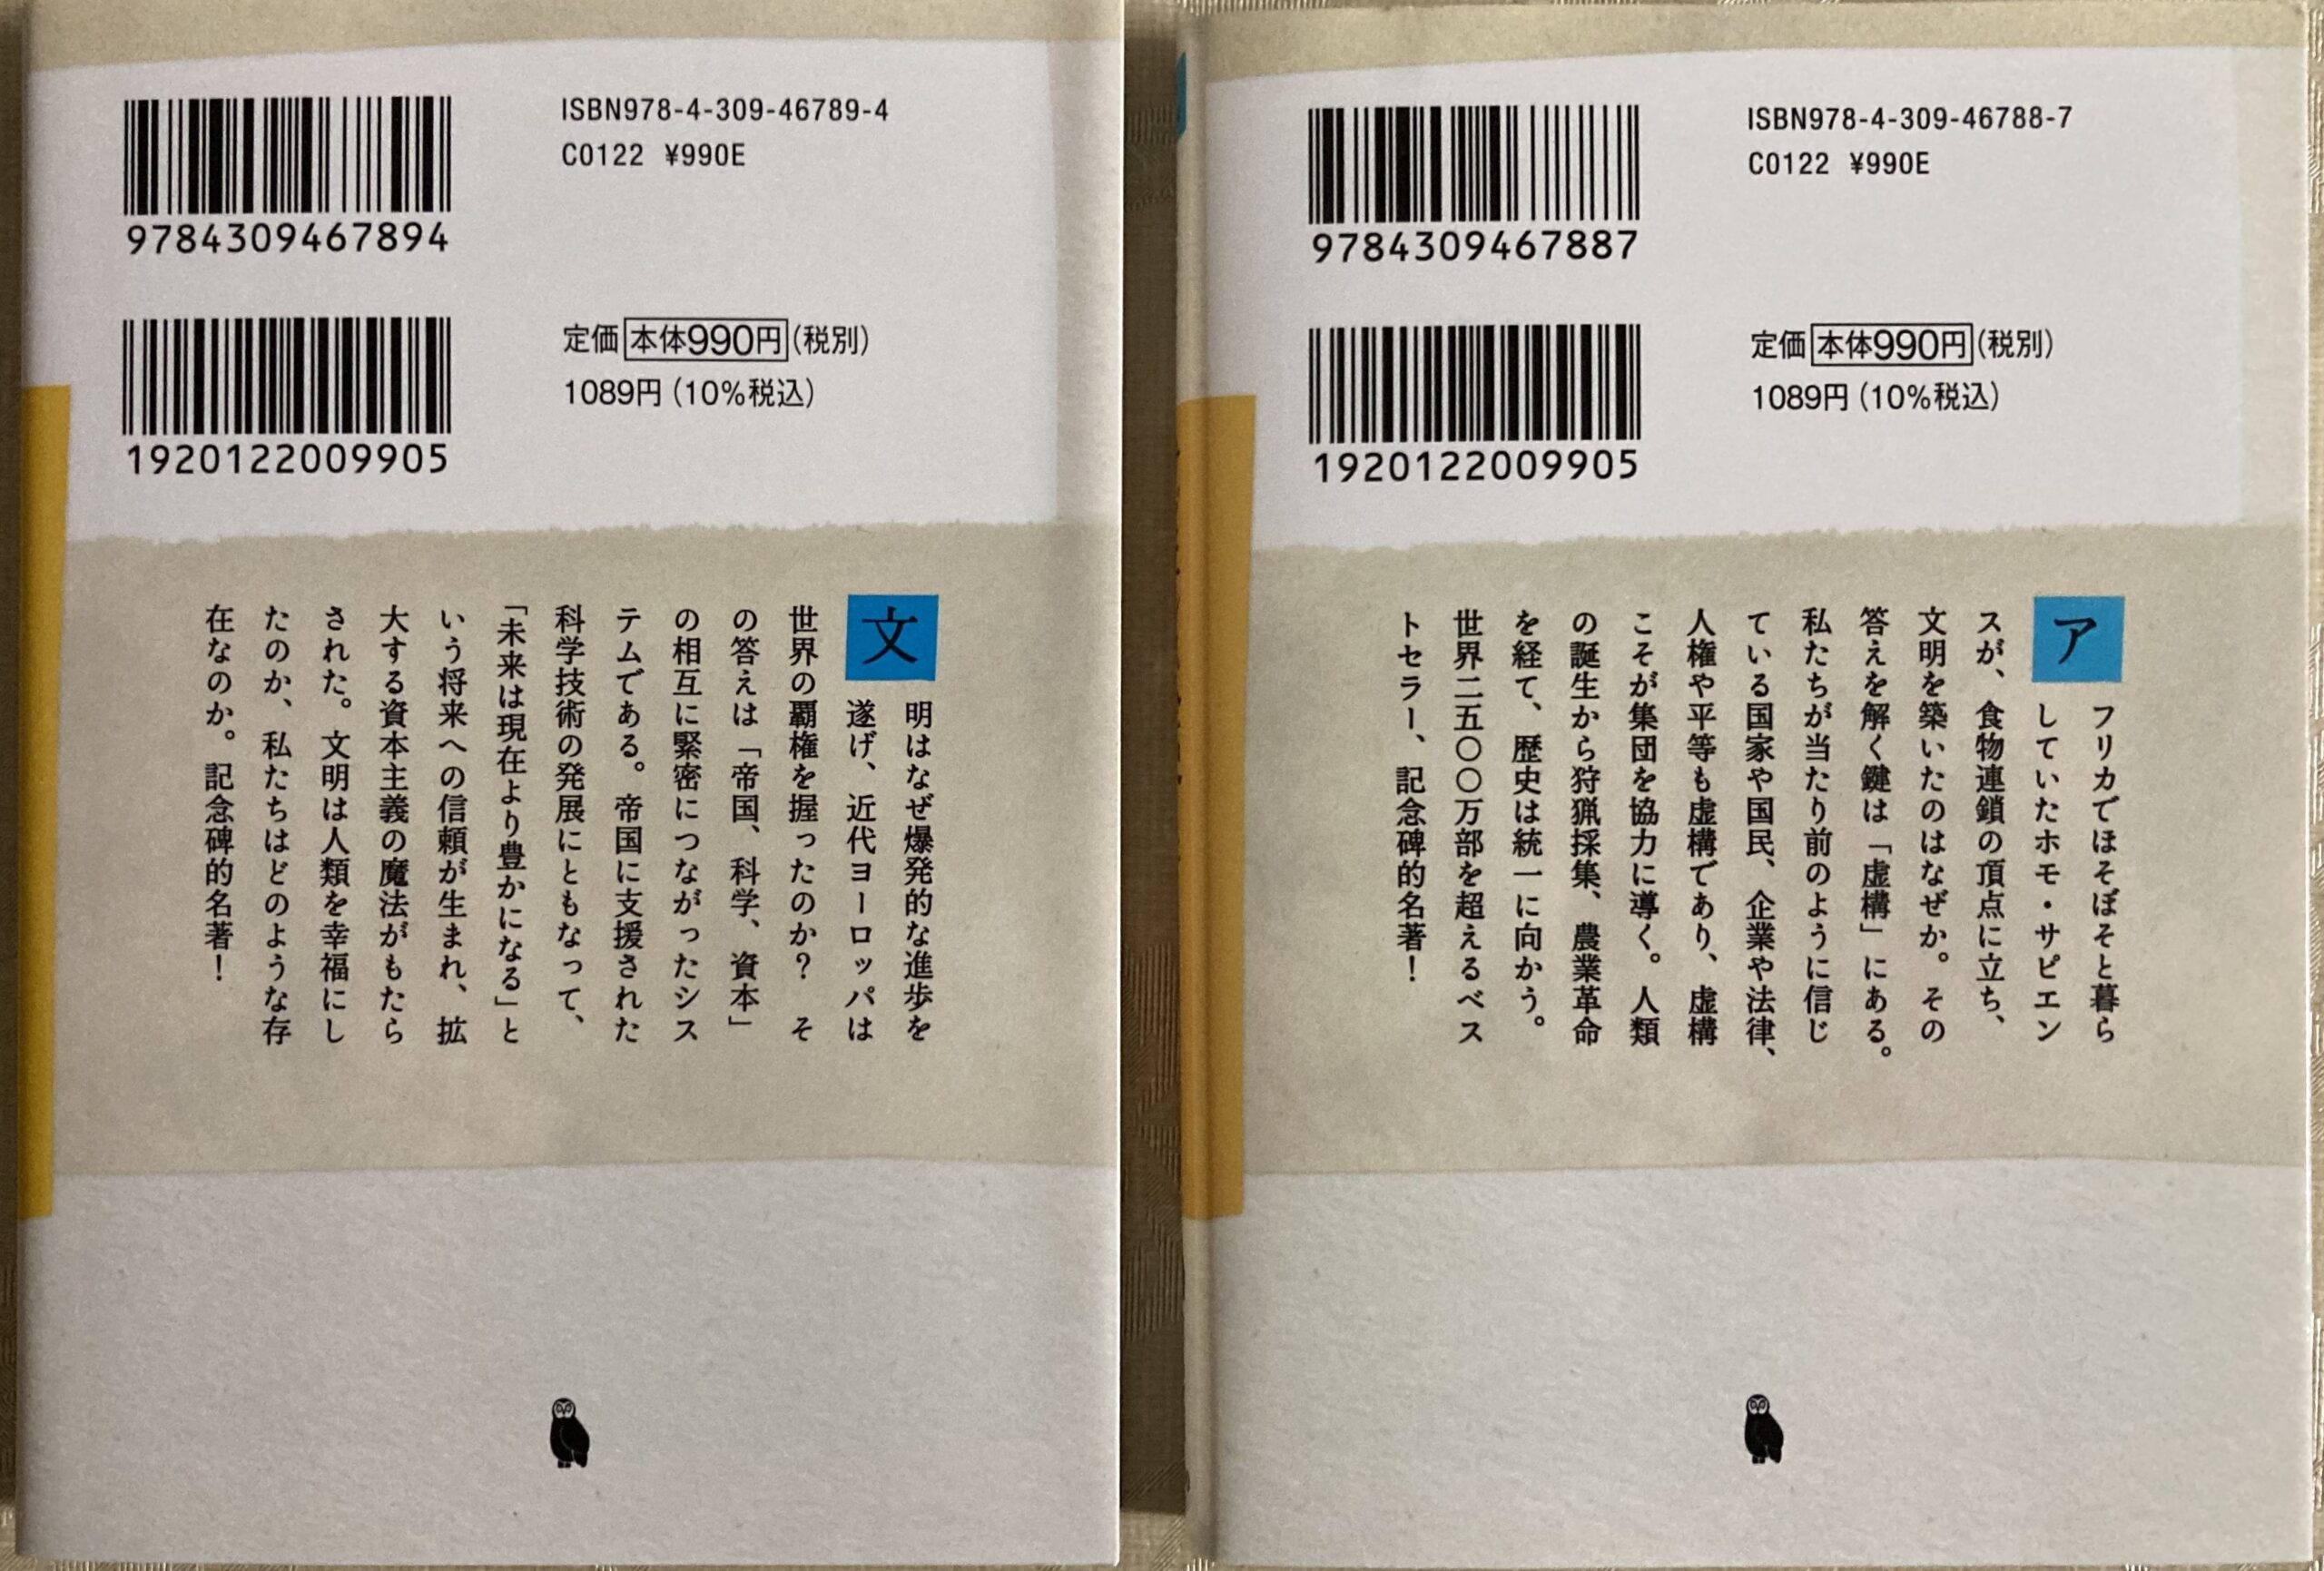 9784309467894
ISBN978-4-309-46789-4
C0122 ¥990E
1920122009905
定価本体990円(税別)
1089円(10%税込)
文明はなぜ爆発的な進歩を
遂げ、近代ヨーロッパは
世界の覇権を握ったのか? そ
の答えは「帝国、科学、資本」
の相互に緊密につながったシス
テムである。帝国に支援された
科学技術の発展にともなって、
「未来は現在より豊かになる」と
いう将来への信頼が生まれ、拡
大する資本主義の魔法がもたら
された。文明は人類を幸福にし
たのか、私たちはどのような存
在なのか。記念碑的名著!
9784309467887
ISBN978-4-309-46788-7
C0122 ¥990E
1920122009905
定価本体990円(税別)
1089円(10%税込)
アフリカでほそぼそと暮ら
していたホモ・サピエン
スが、食物連鎖の頂点に立ち、
文明を築いたのはなぜか。その
答えを解く鍵は「虚構」にある。
私たちが当たり前のように信じ
ている国家や国民、企業や法律、
人権や平等も虚構であり、虚構
こそが集団を協力に導く。人類
の誕生から狩猟採集、農業革命
を経て、歴史は統一に向かう。
世界二五〇〇万部を超えるベス
トセラー、記念碑的名著!